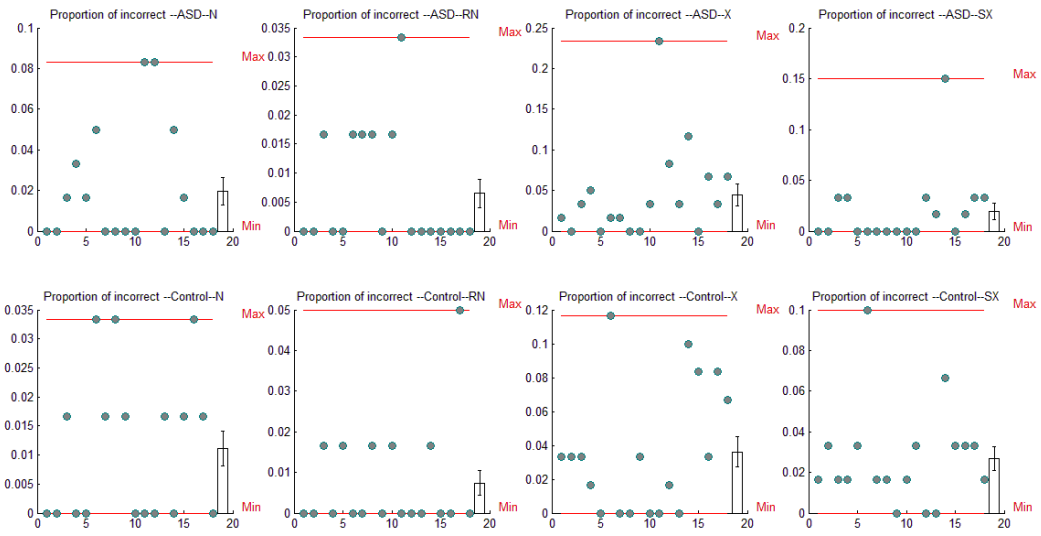 Proportion of incorrect --ASD--N
0.1
0.08
0.06
0.04
0.02
0
0 5 10 15 20
Max
Min
Proportion of incorrect --ASD--RN
0.035
0.03
0.025
0.02
0.015
0.01
0.005
0
0 5 10 15 20
Max
Min
Proportion of incorrect --ASD--X
0.25
0.2
0.15
0.1
0.05
0
0 5 10 15 20
Max
Min
Proportion of incorrect --ASD--SX
0.2
0.15
0.1
0.05
0
0 5 10 15 20
Max
Min
Proportion of incorrect --Control--N
0.035
0.03
0.025
0.02
0.015
0.01
0.005
0
0 5 10 15 20
Max
Min
Proportion of incorrect --Control--RN
0.05
0.04
0.03
0.02
0.01
0
0 5 10 15 20
Max
Min
Proportion of incorrect --Control--X
0.12
0.1
0.08
0.06
0.04
0.02
0
0 5 10 15 20
Max
Min
Proportion of incorrect --Control--SX
0.1
0.08
0.06
0.04
0.02
0
0 5 10 15 20
Max
Min